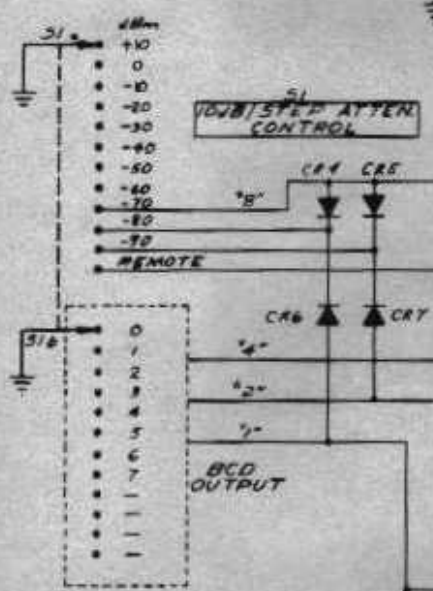 dBm
S1a
+10
0
-10
-20
-30
-40
-50
-60
-70
-80
-90
REMOTE
S1
10dB/STEP ATTEN
CONTROL
CR4 CR5
"8"
CR6 CR7
S1b
0
1
2
3
4
5
6
7
—
—
—
—
"4"
"2"
"1"
BCD
OUTPUT